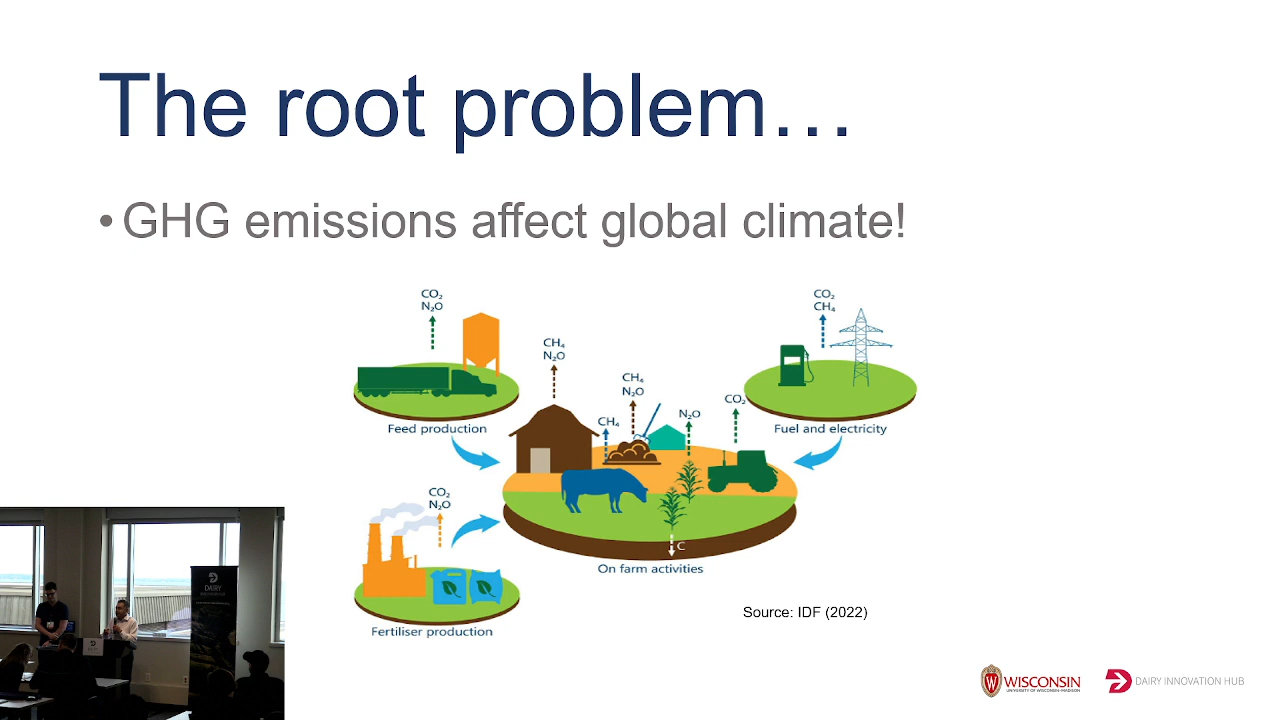 The root problem…
• GHG emissions affect global climate!
CO₂
N₂O
CO₂
CH₄
CH₄
N₂O
CH₄
N₂O
CH₄
N₂O
CO₂
Feed production
Fuel and electricity
CO₂
N₂O
C
On farm activities
Source: IDF (2022)
Fertiliser production
DAIRY
WISCONSIN
UNIVERSITY OF WISCONSIN–MADISON
DAIRY INNOVATION HUB